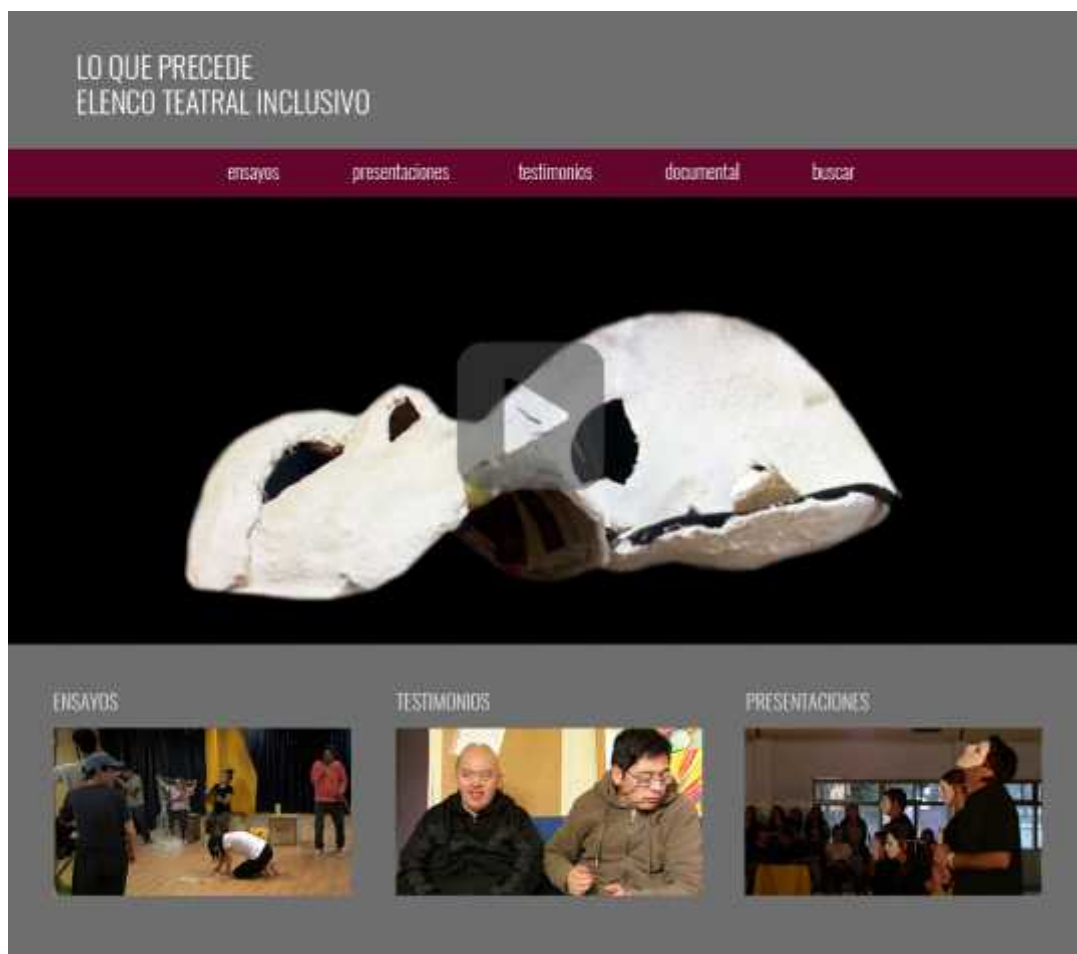 LO QUE PRECEDE
ELENCO TEATRAL INCLUSIVO
ensayos presentaciones testimonios documental buscar
ENSAYOS TESTIMONIOS PRESENTACIONES